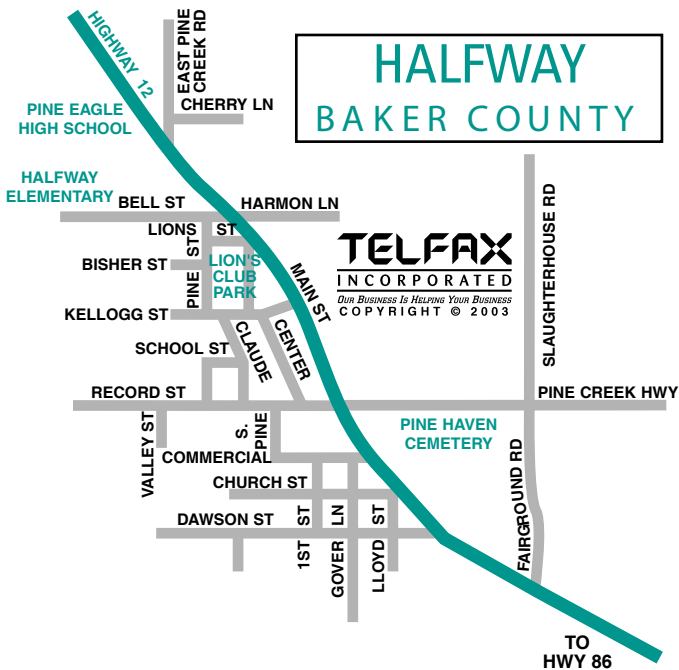 HALFWAY
BAKER COUNTY
HIGHWAY 12
EAST PINE
CREEK RD
CHERRY LN
PINE EAGLE
HIGH SCHOOL
HALFWAY
ELEMENTARY
BELL ST
HARMON LN
LIONS ST
PINE ST
BISHER ST
LION'S
CLUB
PARK
MAIN ST
KELLOGG ST
TELFAX
INCORPORATED
OUR BUSINESS IS HELPING YOUR BUSINESS
COPYRIGHT © 2003
SLAUGHTERHOUSE RD
SCHOOL ST
CLAUDE
CENTER
RECORD ST
PINE CREEK HWY
VALLEY ST
S.
PINE
PINE HAVEN
CEMETERY
COMMERCIAL
CHURCH ST
DAWSON ST
1ST ST
GOVER LN
LLOYD ST
FAIRGROUND RD
TO
HWY 86